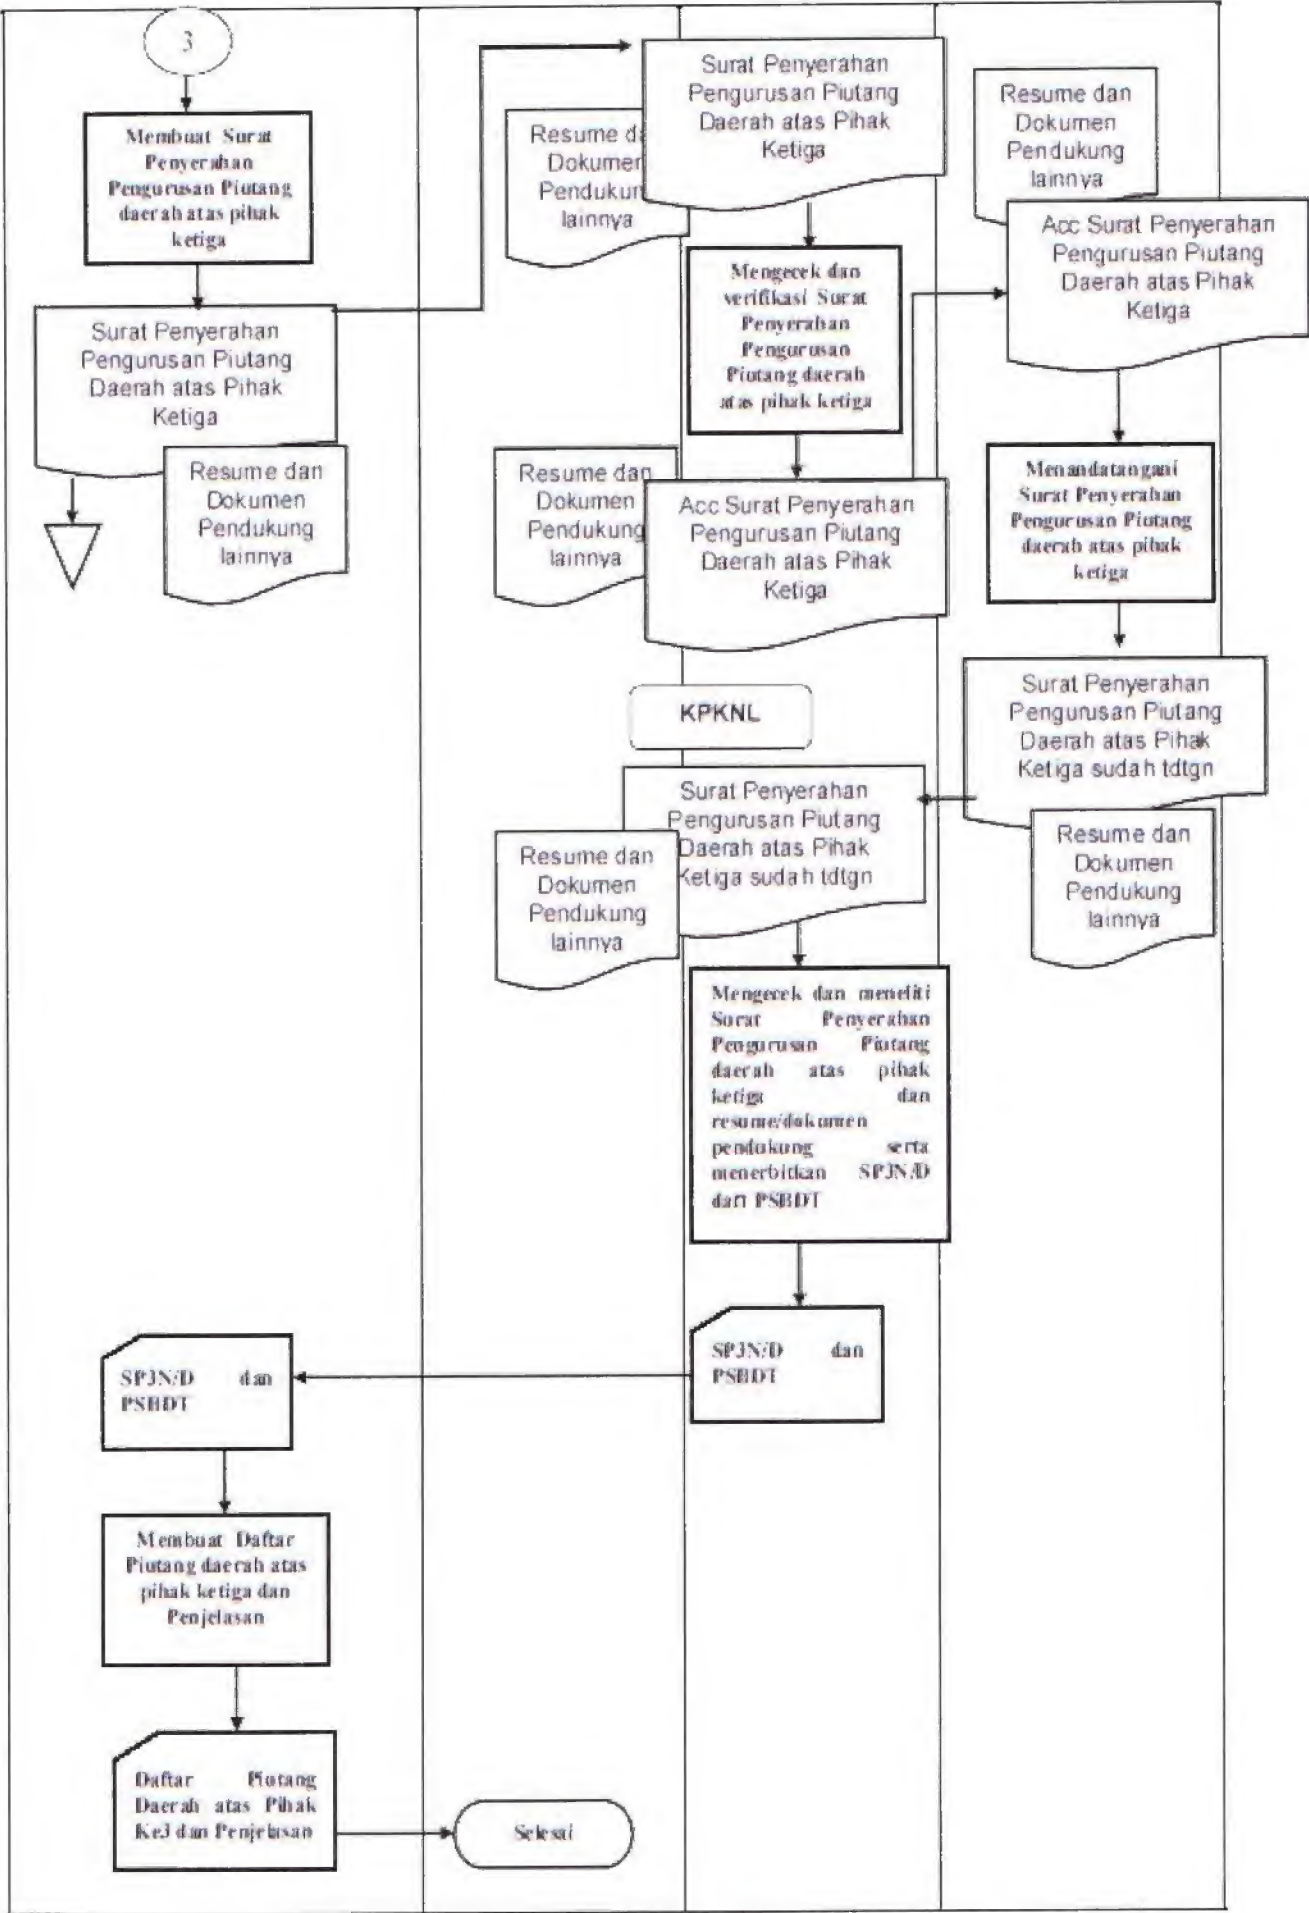 3
Membuat Surat
Penyerahan
Pengurusan Piutang
daerah atas pihak
ketiga
Surat Penyerahan
Pengurusan Piutang
Daerah atas Pihak
Ketiga
Resume dan
Dokumen
Pendukung
lainnya
Resume da
Dokumen
Pendukun
lainnya
Surat Penyerahan
Pengurusan Piutang
Daerah atas Pihak
Ketiga
Mengecek dan
verifikasi Surat
Penyerahan
Pengurusan
Piutang daerah
atas pihak ketiga
Resume dan
Dokumen
Pendukung
lainnya
Acc Surat Penyerahan
Pengurusan Piutang
Daerah atas Pihak
Ketiga
Resume dan
Dokumen
Pendukung
lainnya
Acc Surat Penyerahan
Pengurusan Piutang
Daerah atas Pihak
Ketiga
Menandatangani
Surat Penyerahan
Pengurusan Piutang
daerah atas pihak
ketiga
Surat Penyerahan
Pengurusan Piutang
Daerah atas Pihak
Ketiga sudah tdtgn
Resume dan
Dokumen
Pendukung
lainnya
KPKNL
Surat Penyerahan
Pengurusan Piutang
Daerah atas Pihak
Ketiga sudah tdtgn
Resume dan
Dokumen
Pendukung
lainnya
Mengecek dan meneliti
Surat Penyerahan
Pengurusan Piutang
daerah atas pihak
ketiga dan
resume/dokumen
pendukung serta
menerbitkan SP3N/D
dan PSBDT
SP3N/D dan
PSBDT
SP3N/D dan
PSBDT
Membuat Daftar
Piutang daerah atas
pihak ketiga dan
Penjelasan
Daftar Piutang
Daerah atas Pihak
Ke3 dan Penjelasan
Selesai